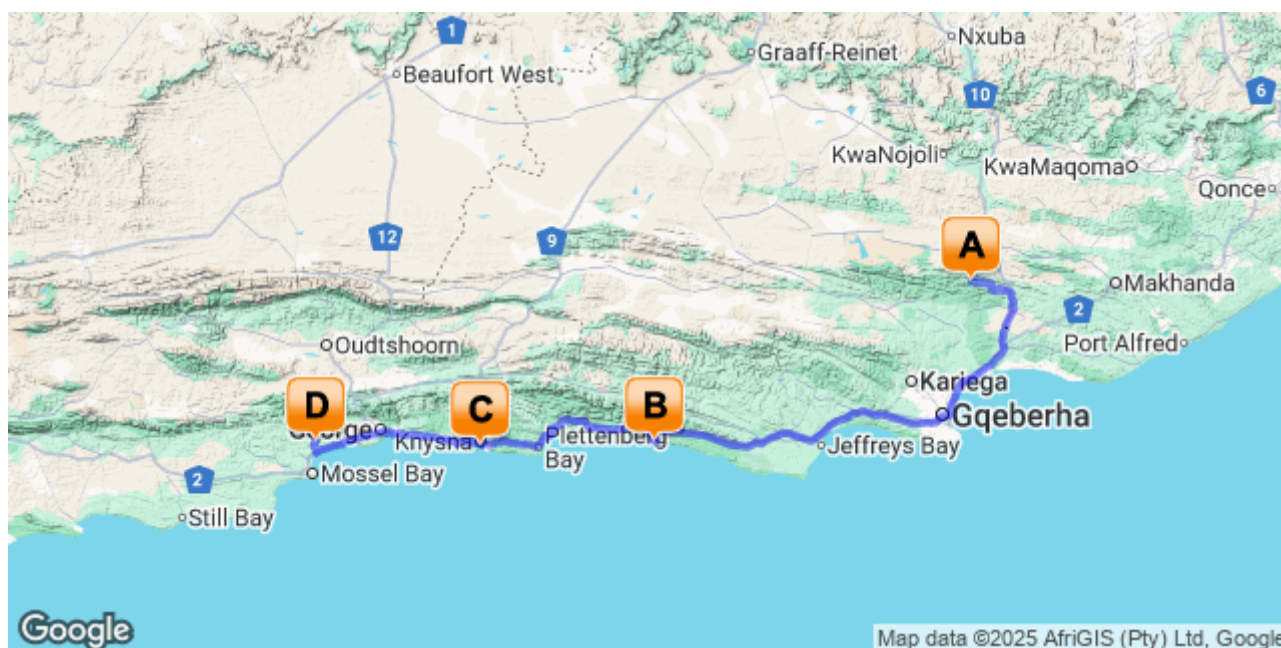 1
Nxuba
Graaff-Reinet
Beaufort West
10
6
KwaNojoli
KwaMaqoma
Qonce
12
9
A
Makhanda
2
Port Alfred
Oudtshoorn
Kariega
D
C
B
Gqeberha
George
Knysna
Plettenberg
Bay
Jeffreys Bay
2
Mossel Bay
Still Bay
Google
Map data ©2025 AfriGIS (Pty) Ltd, Google